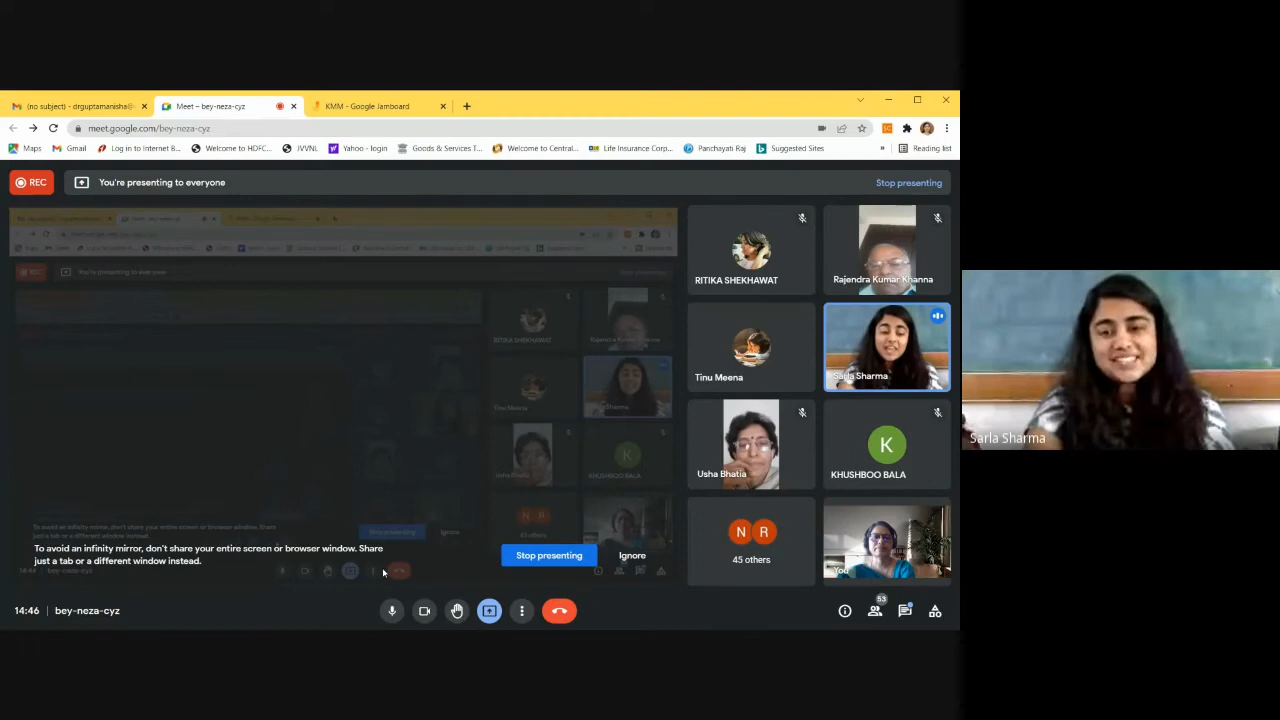 (no subject) - drguptamanisha@
Meet – bey-neza-cyz
KMM - Google Jamboard
meet.google.com/bey-neza-cyz
Maps
Gmail
Log in to Internet B...
Welcome to HDFC...
JVVNL
Yahoo - login
Goods & Services T...
Welcome to Central...
Life Insurance Corp...
Panchayati Raj
Suggested Sites
»
Reading list
REC
You're presenting to everyone
Stop presenting
RITIKA SHEKHAWAT
Rajendra Kumar Khanna
Tinu Meena
Sarla Sharma
Usha Bhatia
K
KHUSHBOO BALA
N R
45 others
You
To avoid an infinity mirror, don't share your entire screen or browser window. Share
just a tab or a different window instead.
Stop presenting
Ignore
14:46 | bey-neza-cyz
53
Sarla Sharma